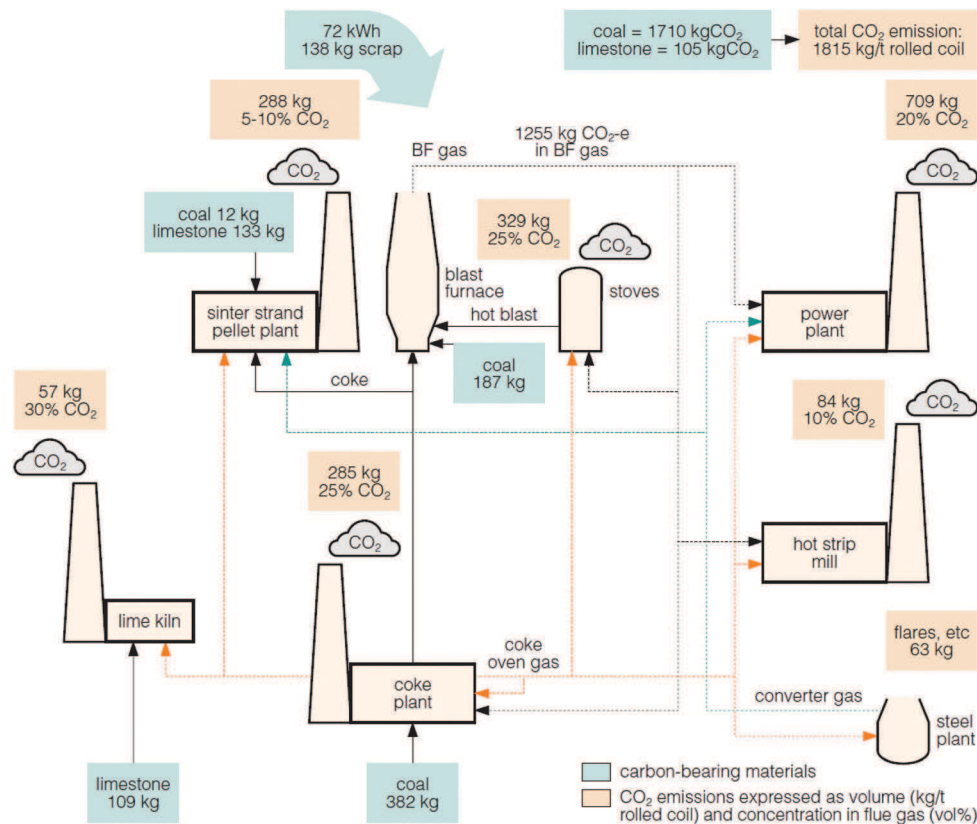 72 kWh
138 kg scrap
coal = 1710 kgCO₂
limestone = 105 kgCO₂
total CO₂ emission:
1815 kg/t rolled coil
288 kg
5-10% CO₂
709 kg
20% CO₂
BF gas
1255 kg CO₂-e
in BF gas
CO₂
CO₂
coal 12 kg
limestone 133 kg
329 kg
25% CO₂
CO₂
blast
furnace
stoves
sinter strand
pellet plant
hot blast
power
plant
coke
coal
187 kg
57 kg
30% CO₂
84 kg
10% CO₂
CO₂
CO₂
285 kg
25% CO₂
CO₂
hot strip
mill
lime kiln
flares, etc
63 kg
coke
oven gas
coke
plant
converter gas
steel
plant
limestone
109 kg
coal
382 kg
carbon-bearing materials
CO₂ emissions expressed as volume (kg/t
rolled coil) and concentration in flue gas (vol%)